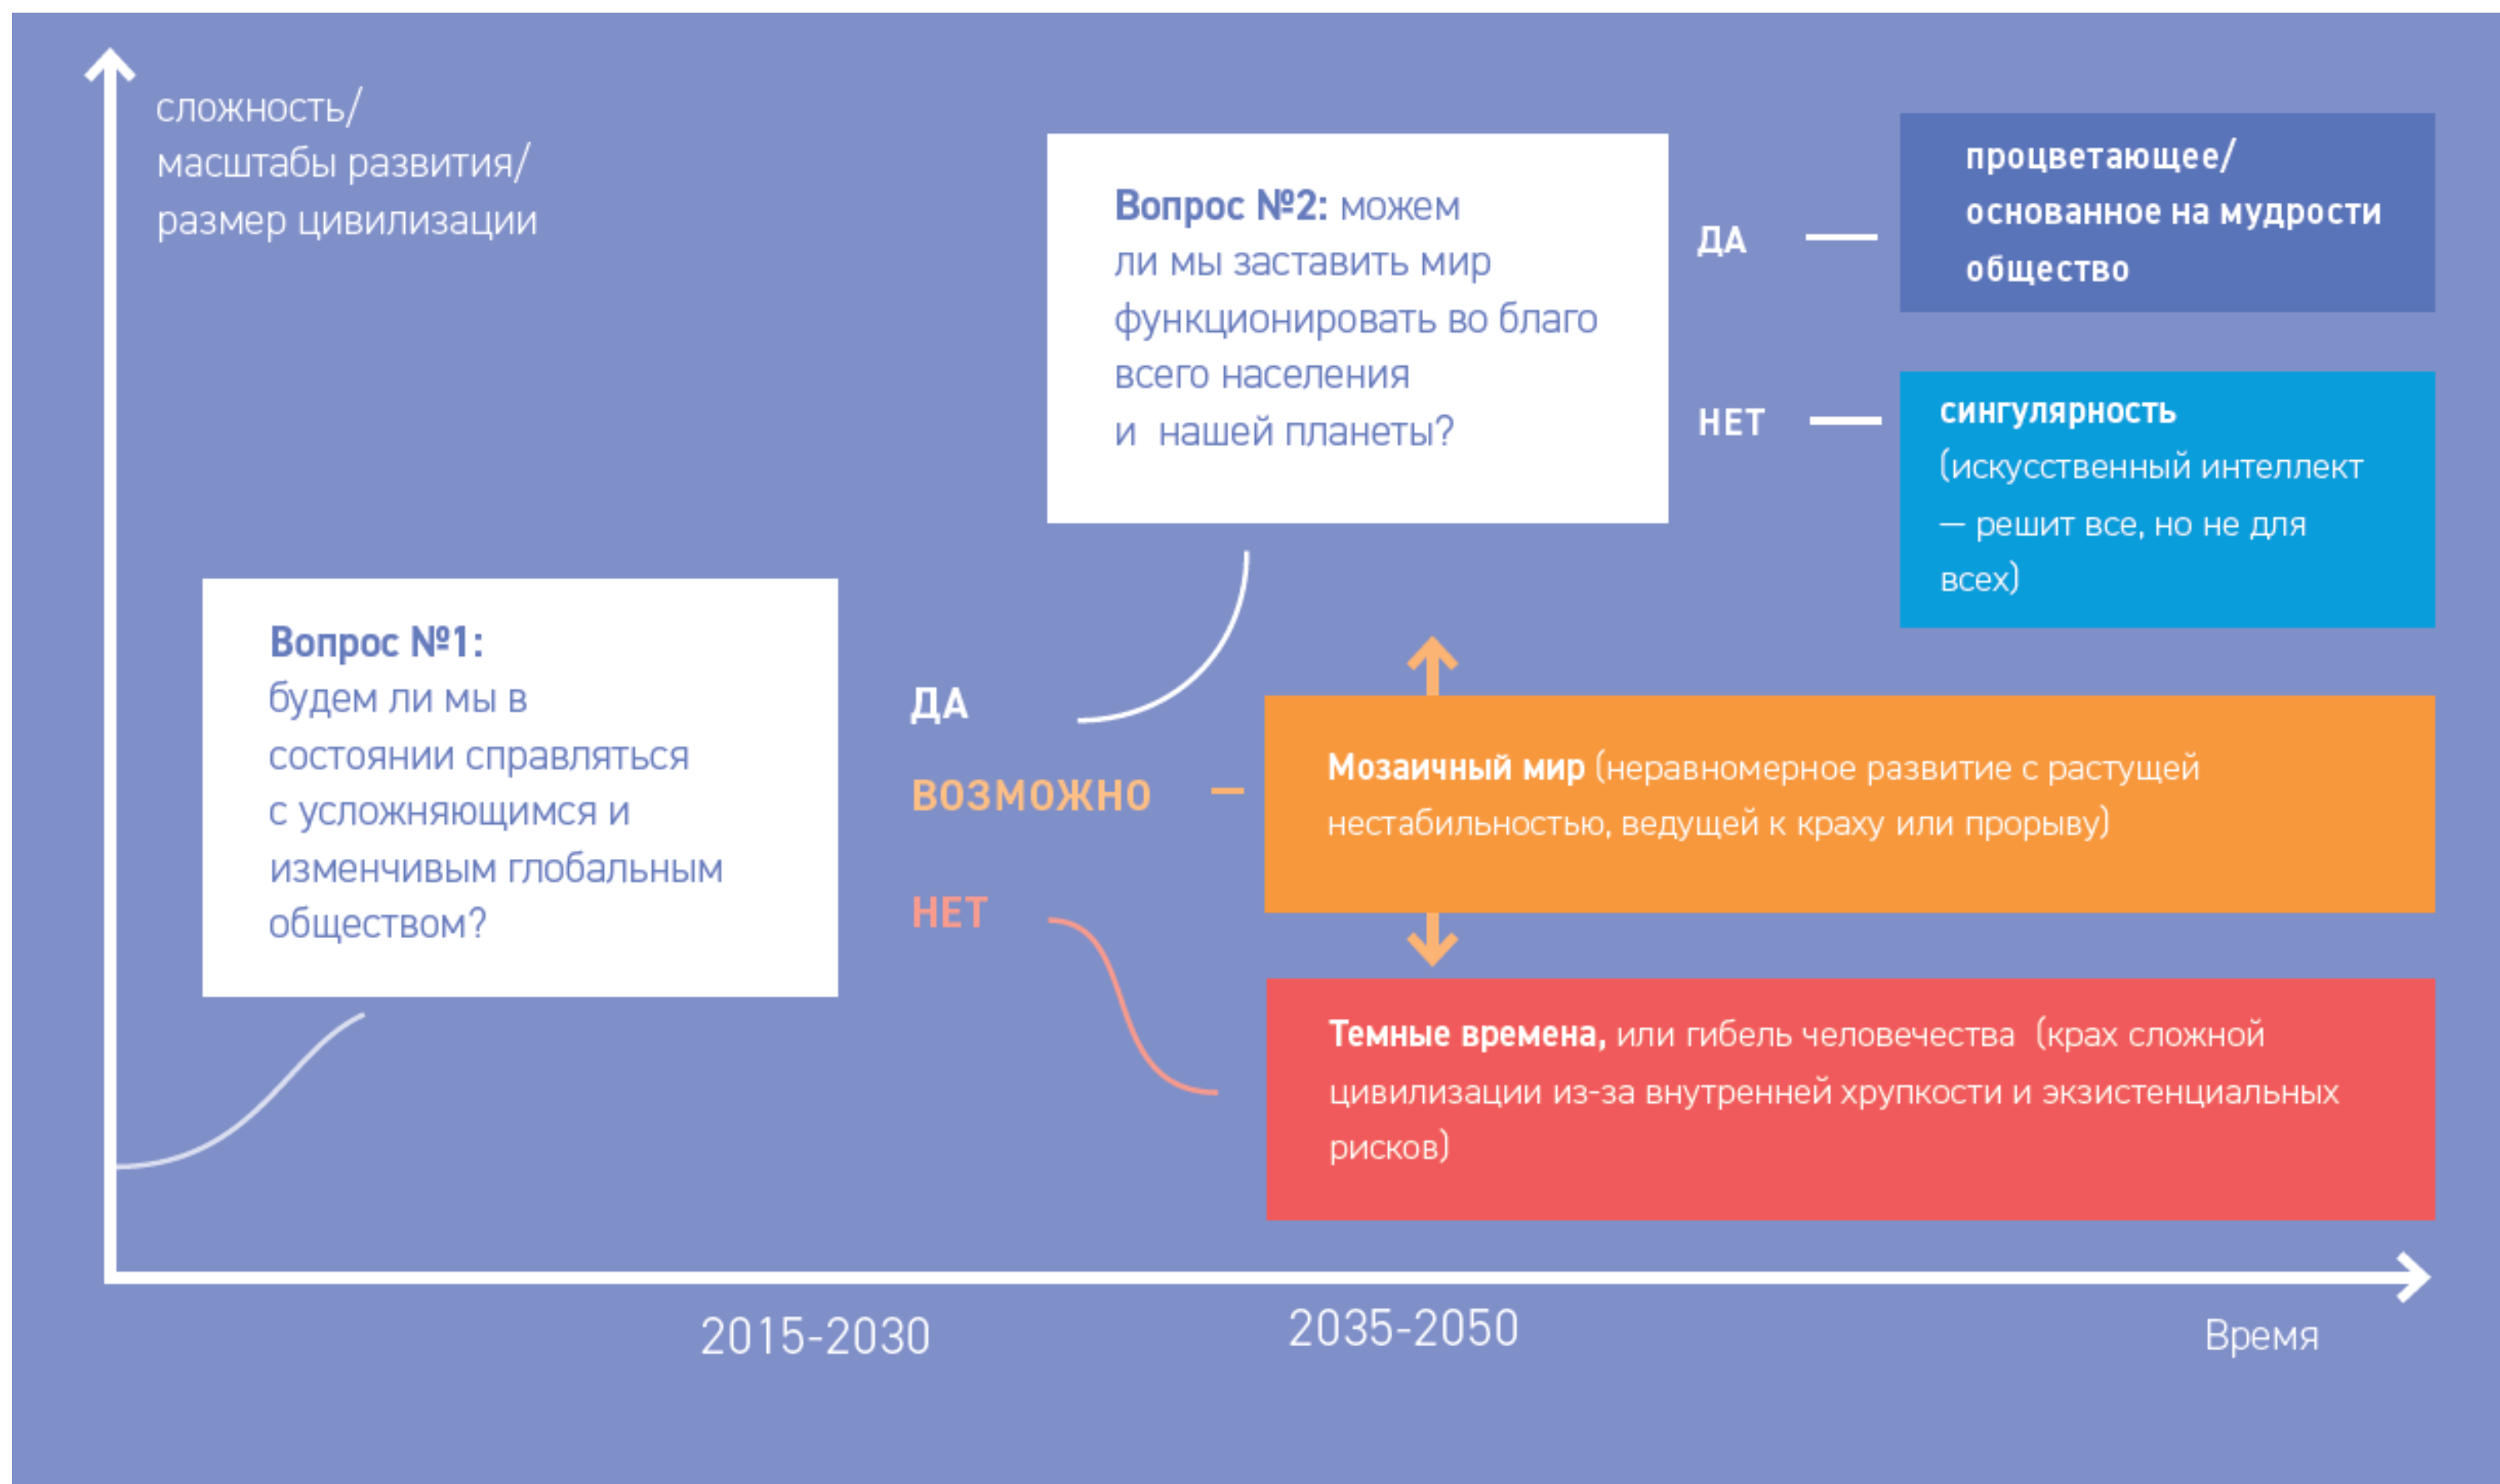 сложность/
масштабы развития/
размер цивилизации
Вопрос №1:
будем ли мы в
состоянии справляться
с усложняющимся и
изменчивым глобальным
обществом?
ДА
ВОЗМОЖНО
НЕТ
Вопрос №2: можем
ли мы заставить мир
функционировать во благо
всего населения
и нашей планеты?
ДА
процветающее/
основанное на мудрости
общество
НЕТ
сингулярность
(искусственный интеллект
— решит все, но не для
всех)
Мозаичный мир (неравномерное развитие с растущей
нестабильностью, ведущей к краху или прорыву)
Темные времена, или гибель человечества (крах сложной
цивилизации из-за внутренней хрупкости и экзистенциальных
рисков)
2015-2030
2035-2050
Время